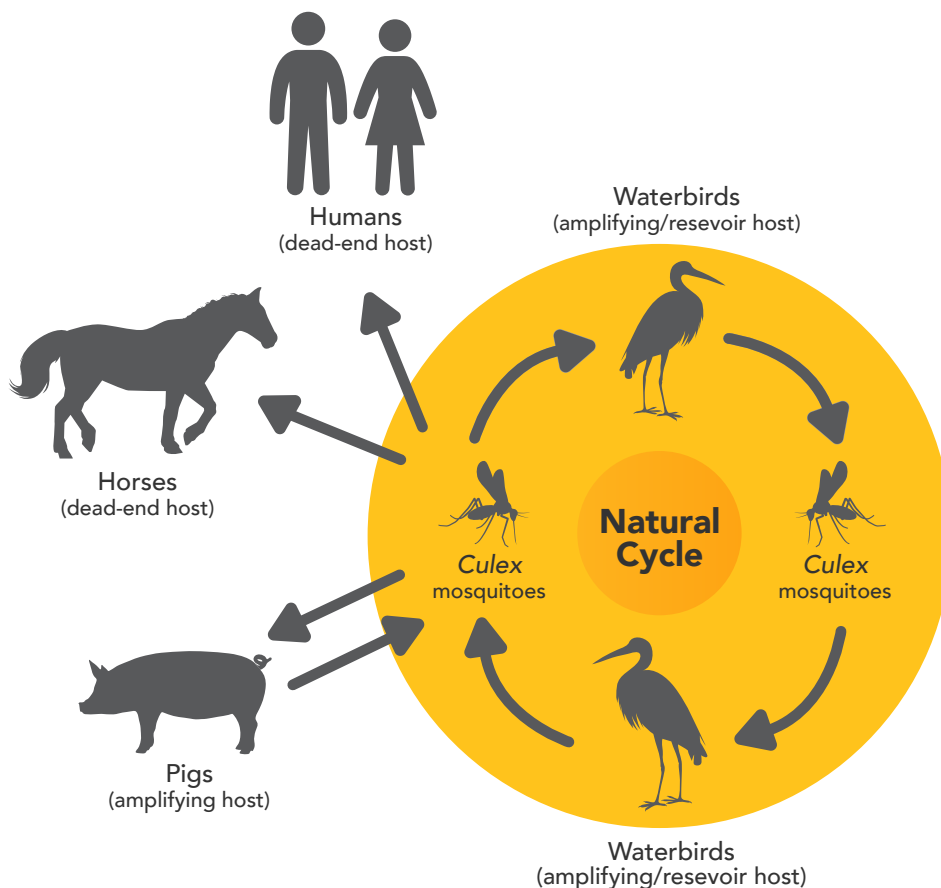 Humans
(dead-end host)
Waterbirds
(amplifying/resevoir host)
Horses
(dead-end host)
Natural
Cycle
Culex
mosquitoes
Culex
mosquitoes
Pigs
(amplifying host)
Waterbirds
(amplifying/resevoir host)